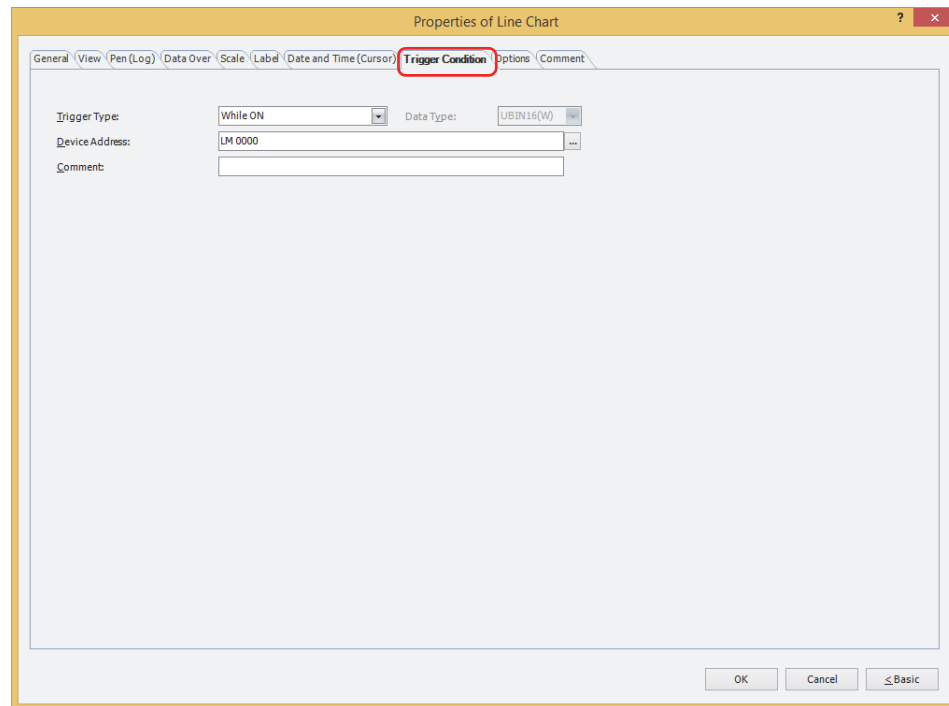 Properties of Line Chart
? ×
General View Pen (Log) Data Over Scale Label Date and Time (Cursor) Trigger Condition Options Comment
Trigger Type: While ON Data Type: UBIN16(W)
Device Address: LM 0000 ...
Comment:
OK Cancel < Basic